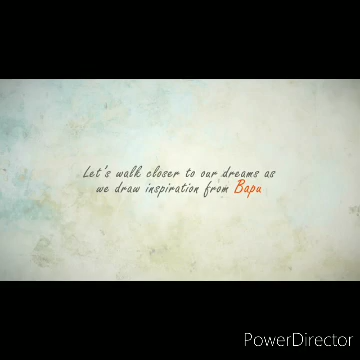 Let's walk closer to our dreams as
we draw inspiration from Bapu
PowerDirector